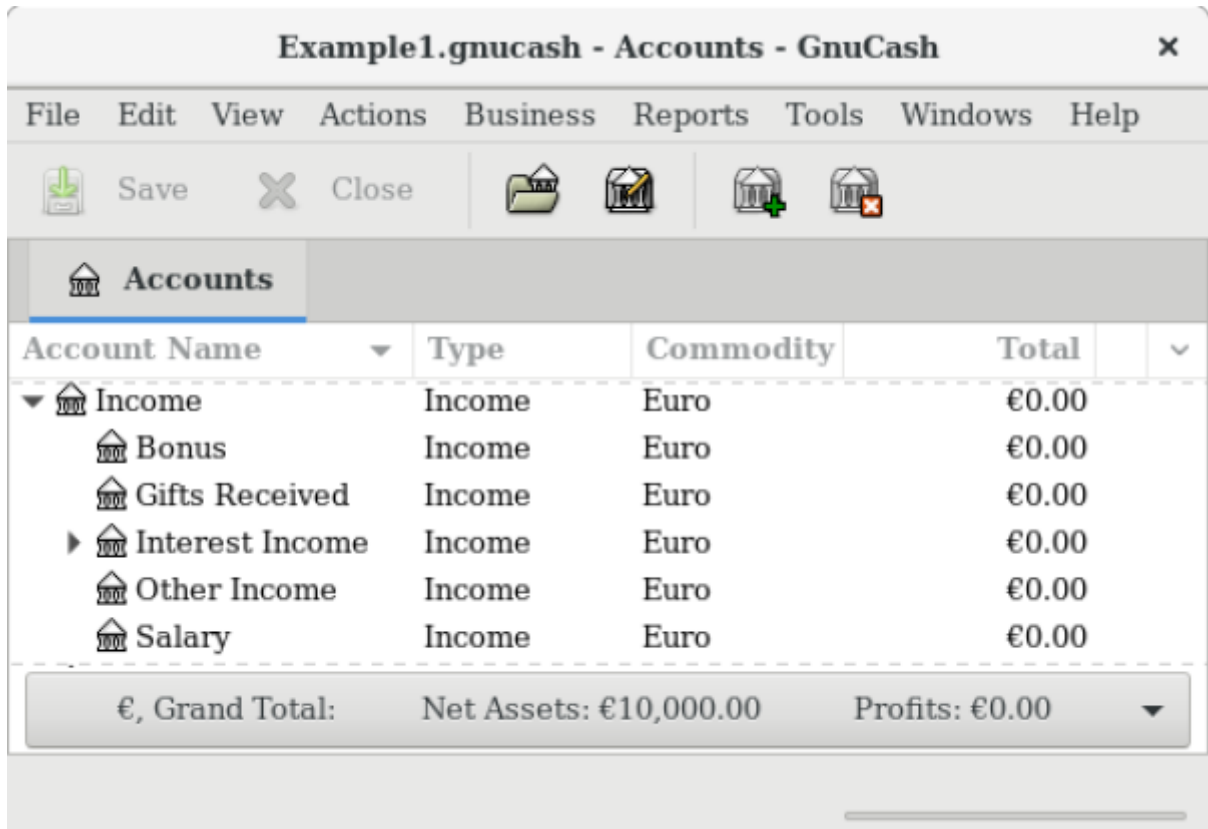 Example1.gnucash - Accounts - GnuCash
File Edit View Actions Business Reports Tools Windows Help
Save Close
Accounts
Account Name Type Commodity Total
Income Income Euro €0.00
Bonus Income Euro €0.00
Gifts Received Income Euro €0.00
Interest Income Income Euro €0.00
Other Income Income Euro €0.00
Salary Income Euro €0.00
€, Grand Total: Net Assets: €10,000.00 Profits: €0.00